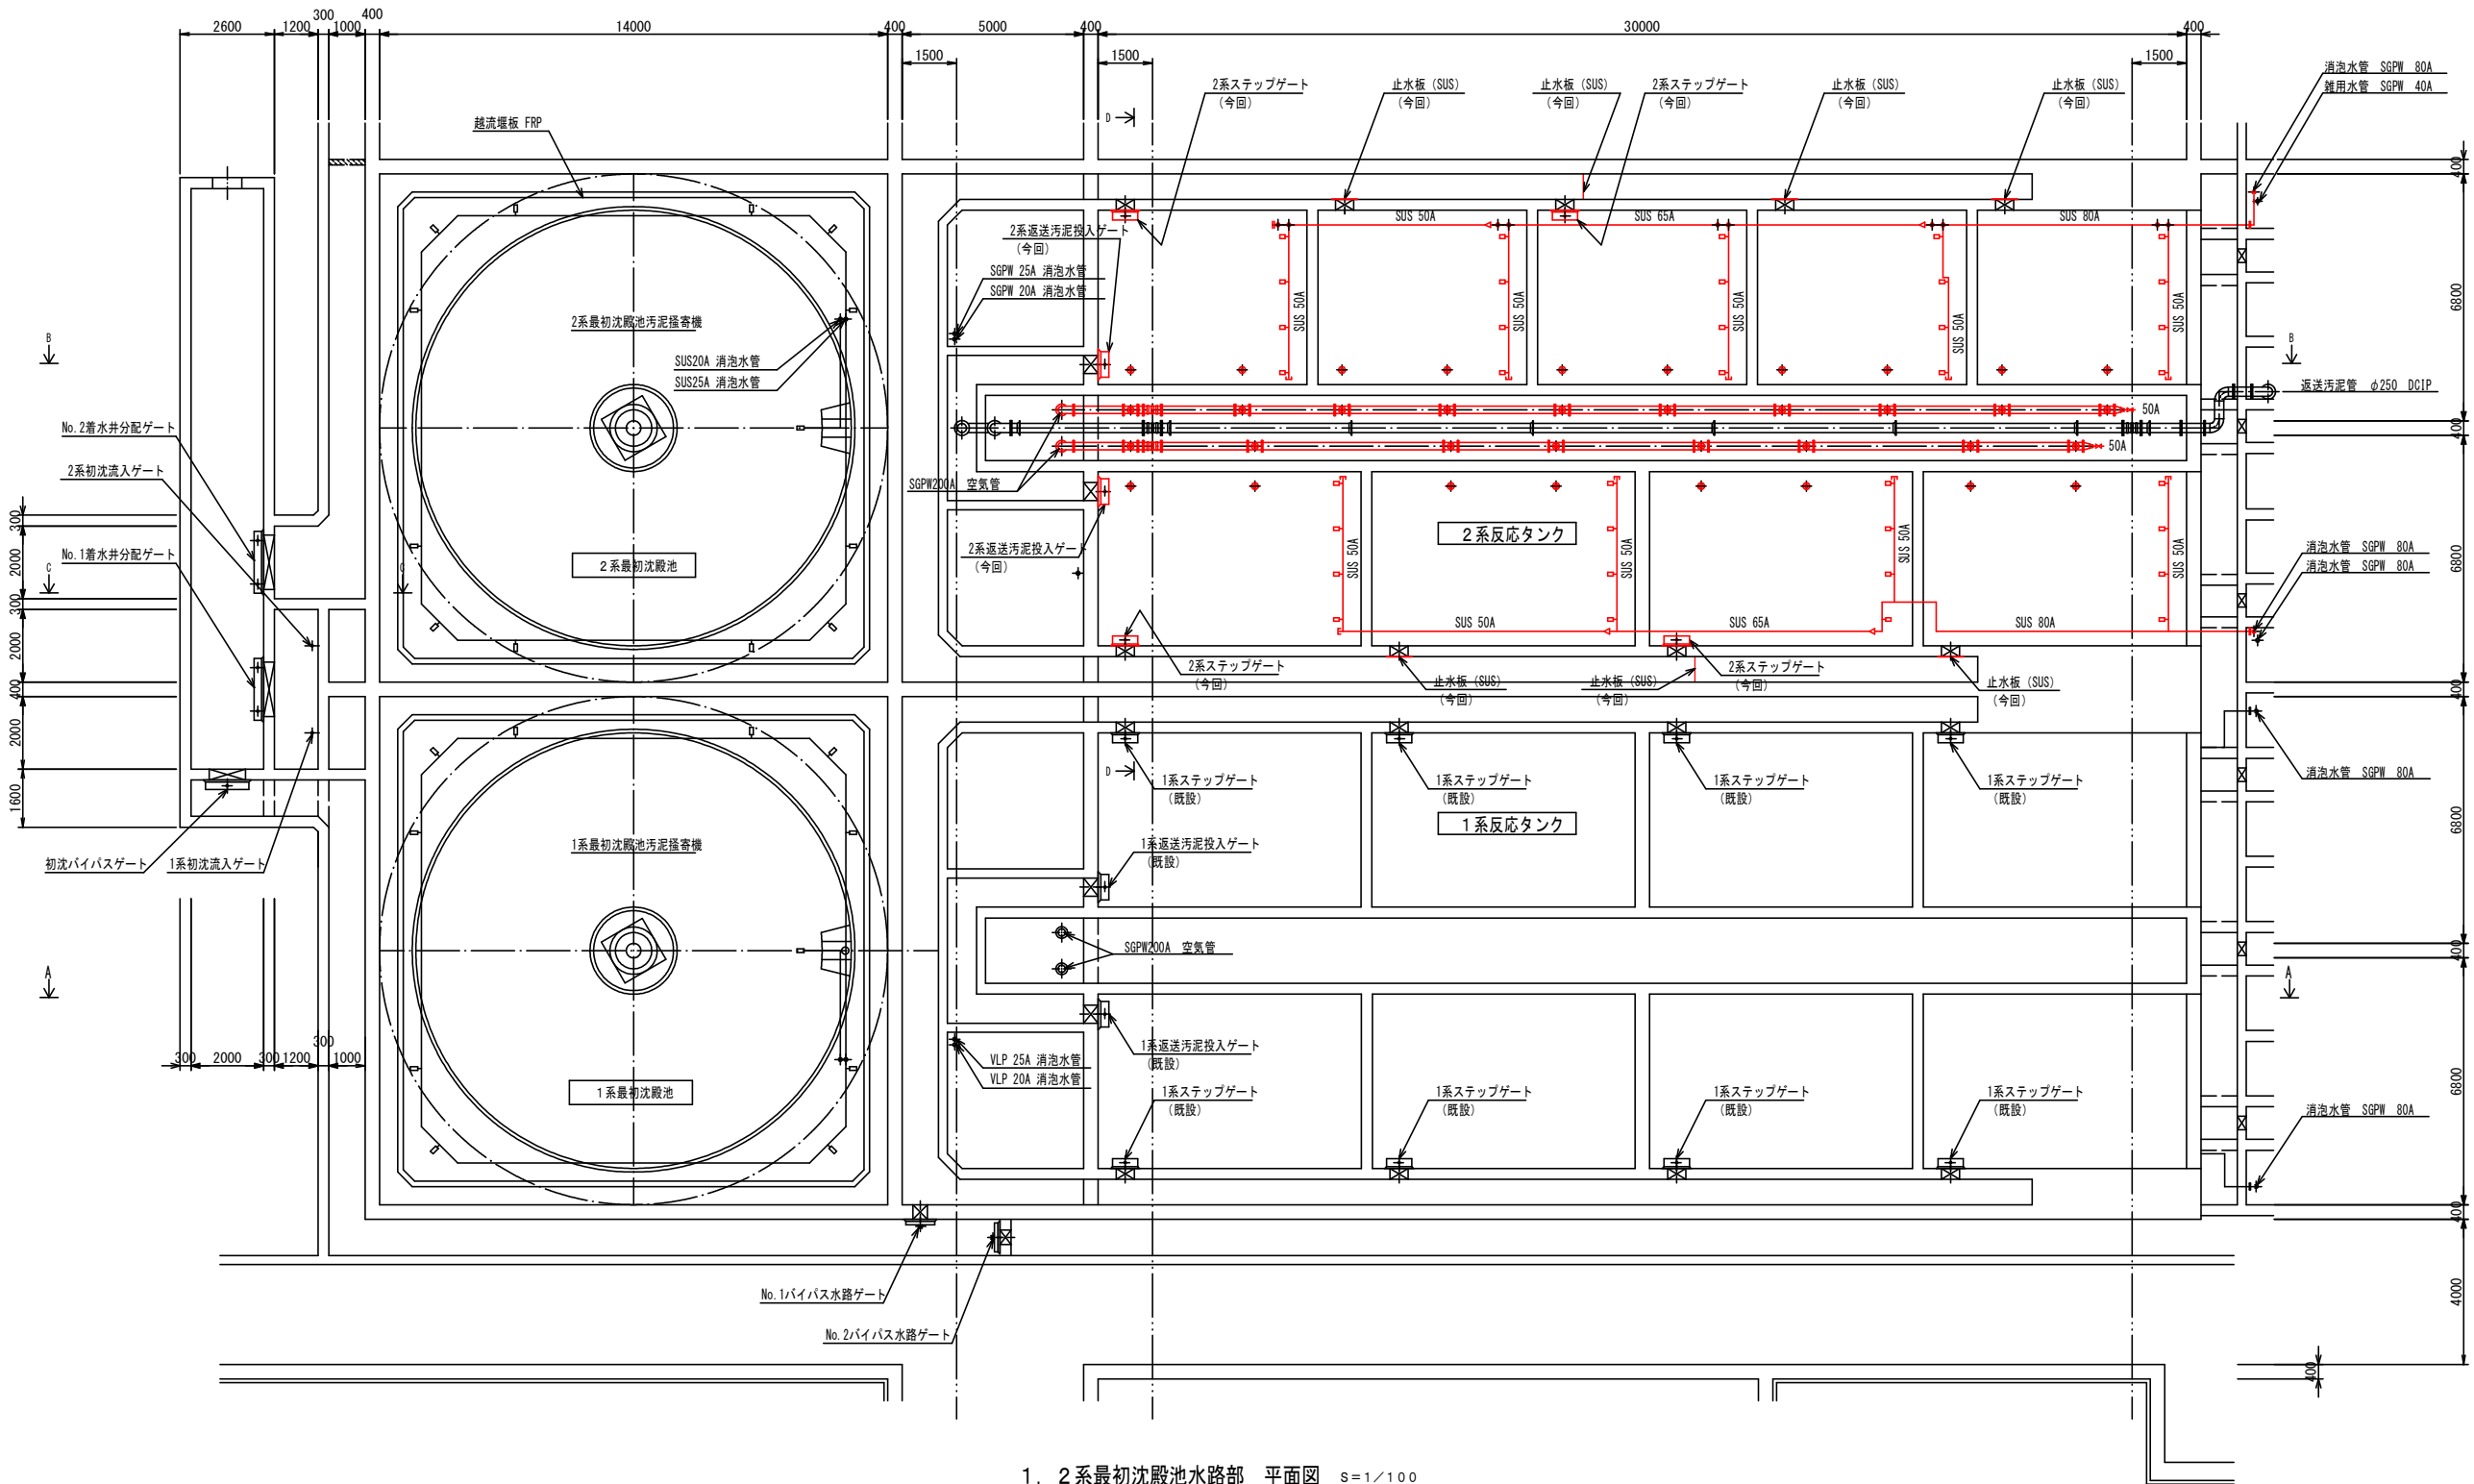 300
400
2600
1200
1000
14000
400
5000
400
30000
400
1500
1500
1500
消泡水管 SGPW 80A
雑用水管 SGPW 40A
2系ステップゲート
(今回)
止水板 (SUS)
(今回)
止水板 (SUS)
(今回)
2系ステップゲート
(今回)
止水板 (SUS)
(今回)
止水板 (SUS)
(今回)
越流堰板 FRP
D
400
SUS 50A
SUS 65A
SUS 80A
2系返送汚泥投入ゲート
(今回)
SGPW 25A 消泡水管
SGPW 20A 消泡水管
SUS 50A
SUS 50A
SUS 50A
SUS 50A
SUS 50A
6800
2系最初沈殿池汚泥掻寄機
SUS20A 消泡水管
SUS25A 消泡水管
B
B
返送汚泥管 φ250 DCIP
50A
50A
400
No.2着水井分配ゲート
2系初沈流入ゲート
SGPW200A 空気管
300
2000
300
2000
400
2000
1600
No.1着水井分配ゲート
C
C
2系最初沈殿池
2系返送汚泥投入ゲート
(今回)
2系反応タンク
SUS 50A
SUS 50A
SUS 50A
SUS 50A
消泡水管 SGPW 80A
消泡水管 SGPW 80A
6800
SUS 50A
SUS 65A
SUS 80A
2系ステップゲート
(今回)
止水板 (SUS)
(今回)
止水板 (SUS)
(今回)
2系ステップゲート
(今回)
止水板 (SUS)
(今回)
400
D
1系ステップゲート
(既設)
1系ステップゲート
(既設)
1系ステップゲート
(既設)
1系ステップゲート
(既設)
消泡水管 SGPW 80A
1系反応タンク
6800
初沈バイパスゲート
1系初沈流入ゲート
1系最初沈殿池汚泥掻寄機
1系返送汚泥投入ゲート
(既設)
SGPW200A 空気管
400
A
A
300
300
2000
300
1200
1000
VLP 25A 消泡水管
VLP 20A 消泡水管
1系返送汚泥投入ゲート
(既設)
1系最初沈殿池
1系ステップゲート
(既設)
1系ステップゲート
(既設)
1系ステップゲート
(既設)
1系ステップゲート
(既設)
消泡水管 SGPW 80A
6800
400
No.1バイパス水路ゲート
No.2バイパス水路ゲート
4000
400
1. 2系最初沈殿池水路部 平面図 S=1/100